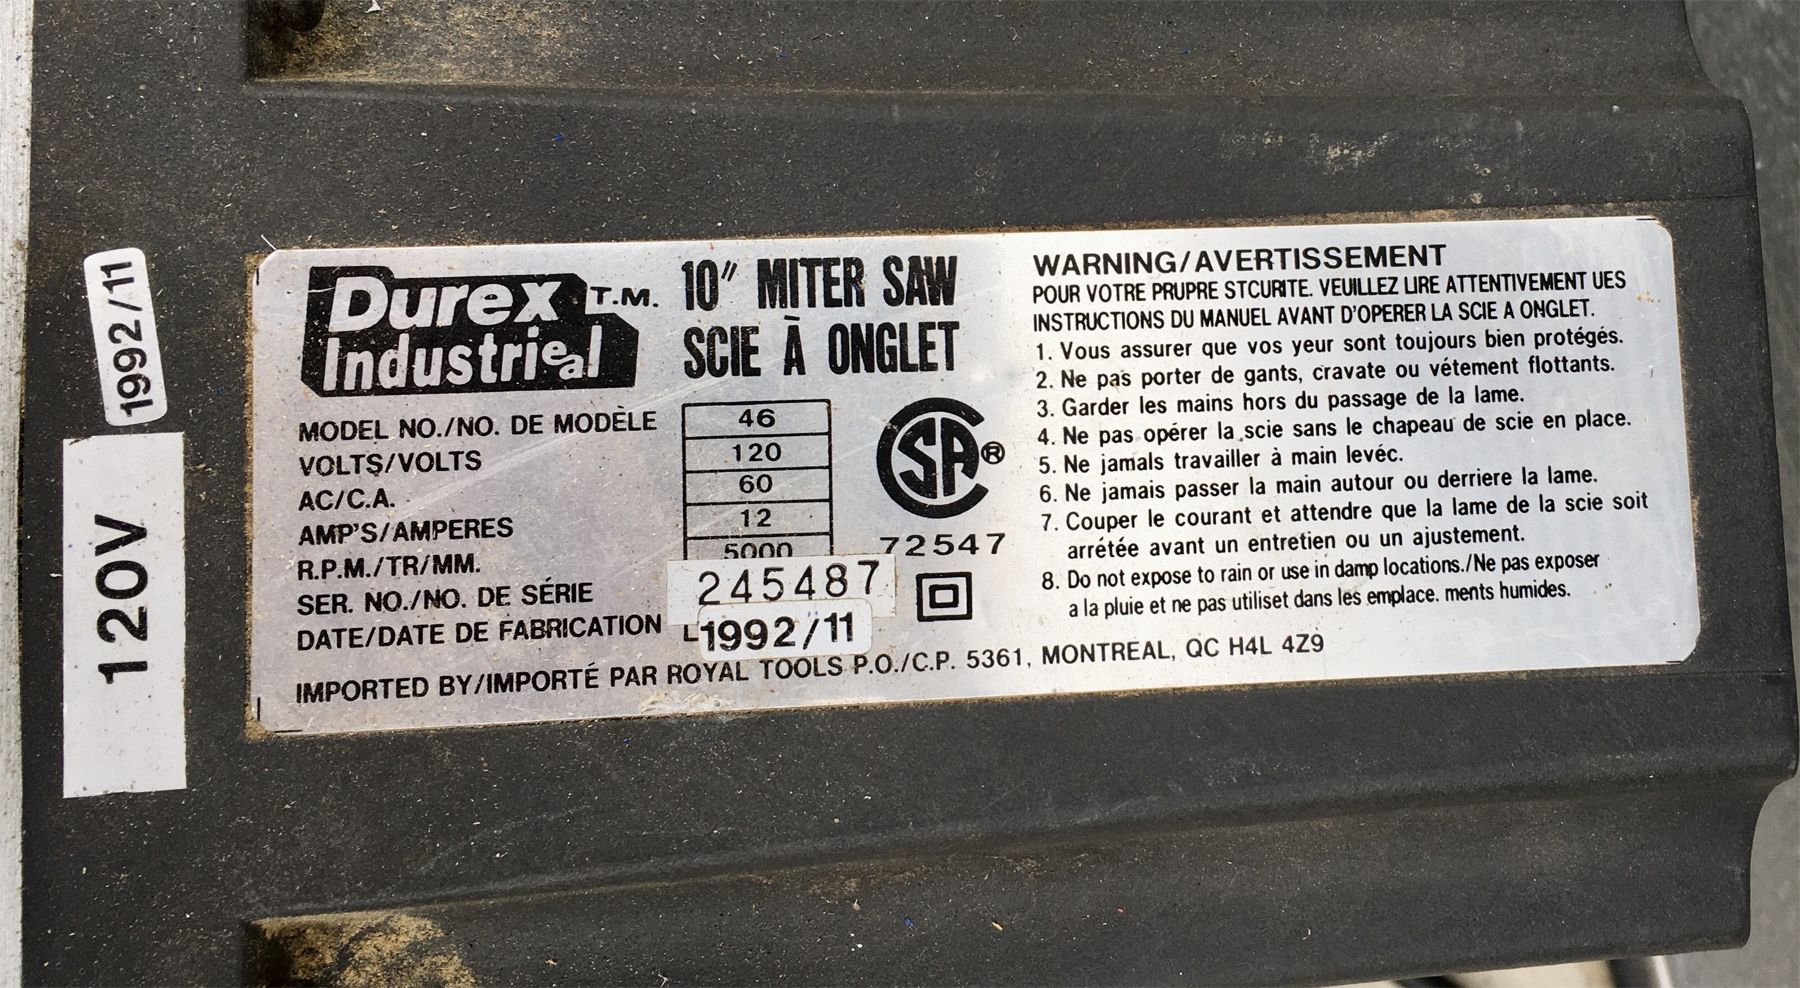 1992/11
120V
Durex T.M.
Industrieal
10" MITER SAW
SCIE À ONGLET
MODEL NO./NO. DE MODÈLE 46
VOLTS/VOLTS 120
AC/C.A. 60
AMP'S/AMPERES 12
R.P.M./TR/MM. 5000
SER. NO./NO. DE SÉRIE 245487
DATE/DATE DE FABRICATION 1992/11
IMPORTED BY/IMPORTÉ PAR ROYAL TOOLS P.O./C.P. 5361, MONTREAL, QC H4L 4Z9
SA®
72547
WARNING/AVERTISSEMENT
POUR VOTRE PRUPRE STCURITE. VEUILLEZ LIRE ATTENTIVEMENT UES
INSTRUCTIONS DU MANUEL AVANT D'OPERER LA SCIE A ONGLET.
1. Vous assurer que vos yeur sont toujours bien protégés.
2. Ne pas porter de gants, cravate ou vétement flottants.
3. Garder les mains hors du passage de la lame.
4. Ne pas opérer la scie sans le chapeau de scie en place.
5. Ne jamals travailler à main levéc.
6. Ne jamais passer la main autour ou derriere la lame.
7. Couper le courant et attendre que la lame de la scie soit
arrétée avant un entretien ou un ajustement.
8. Do not expose to rain or use in damp locations./Ne pas exposer
a la pluie et ne pas utiliset dans les emplace. ments humides.